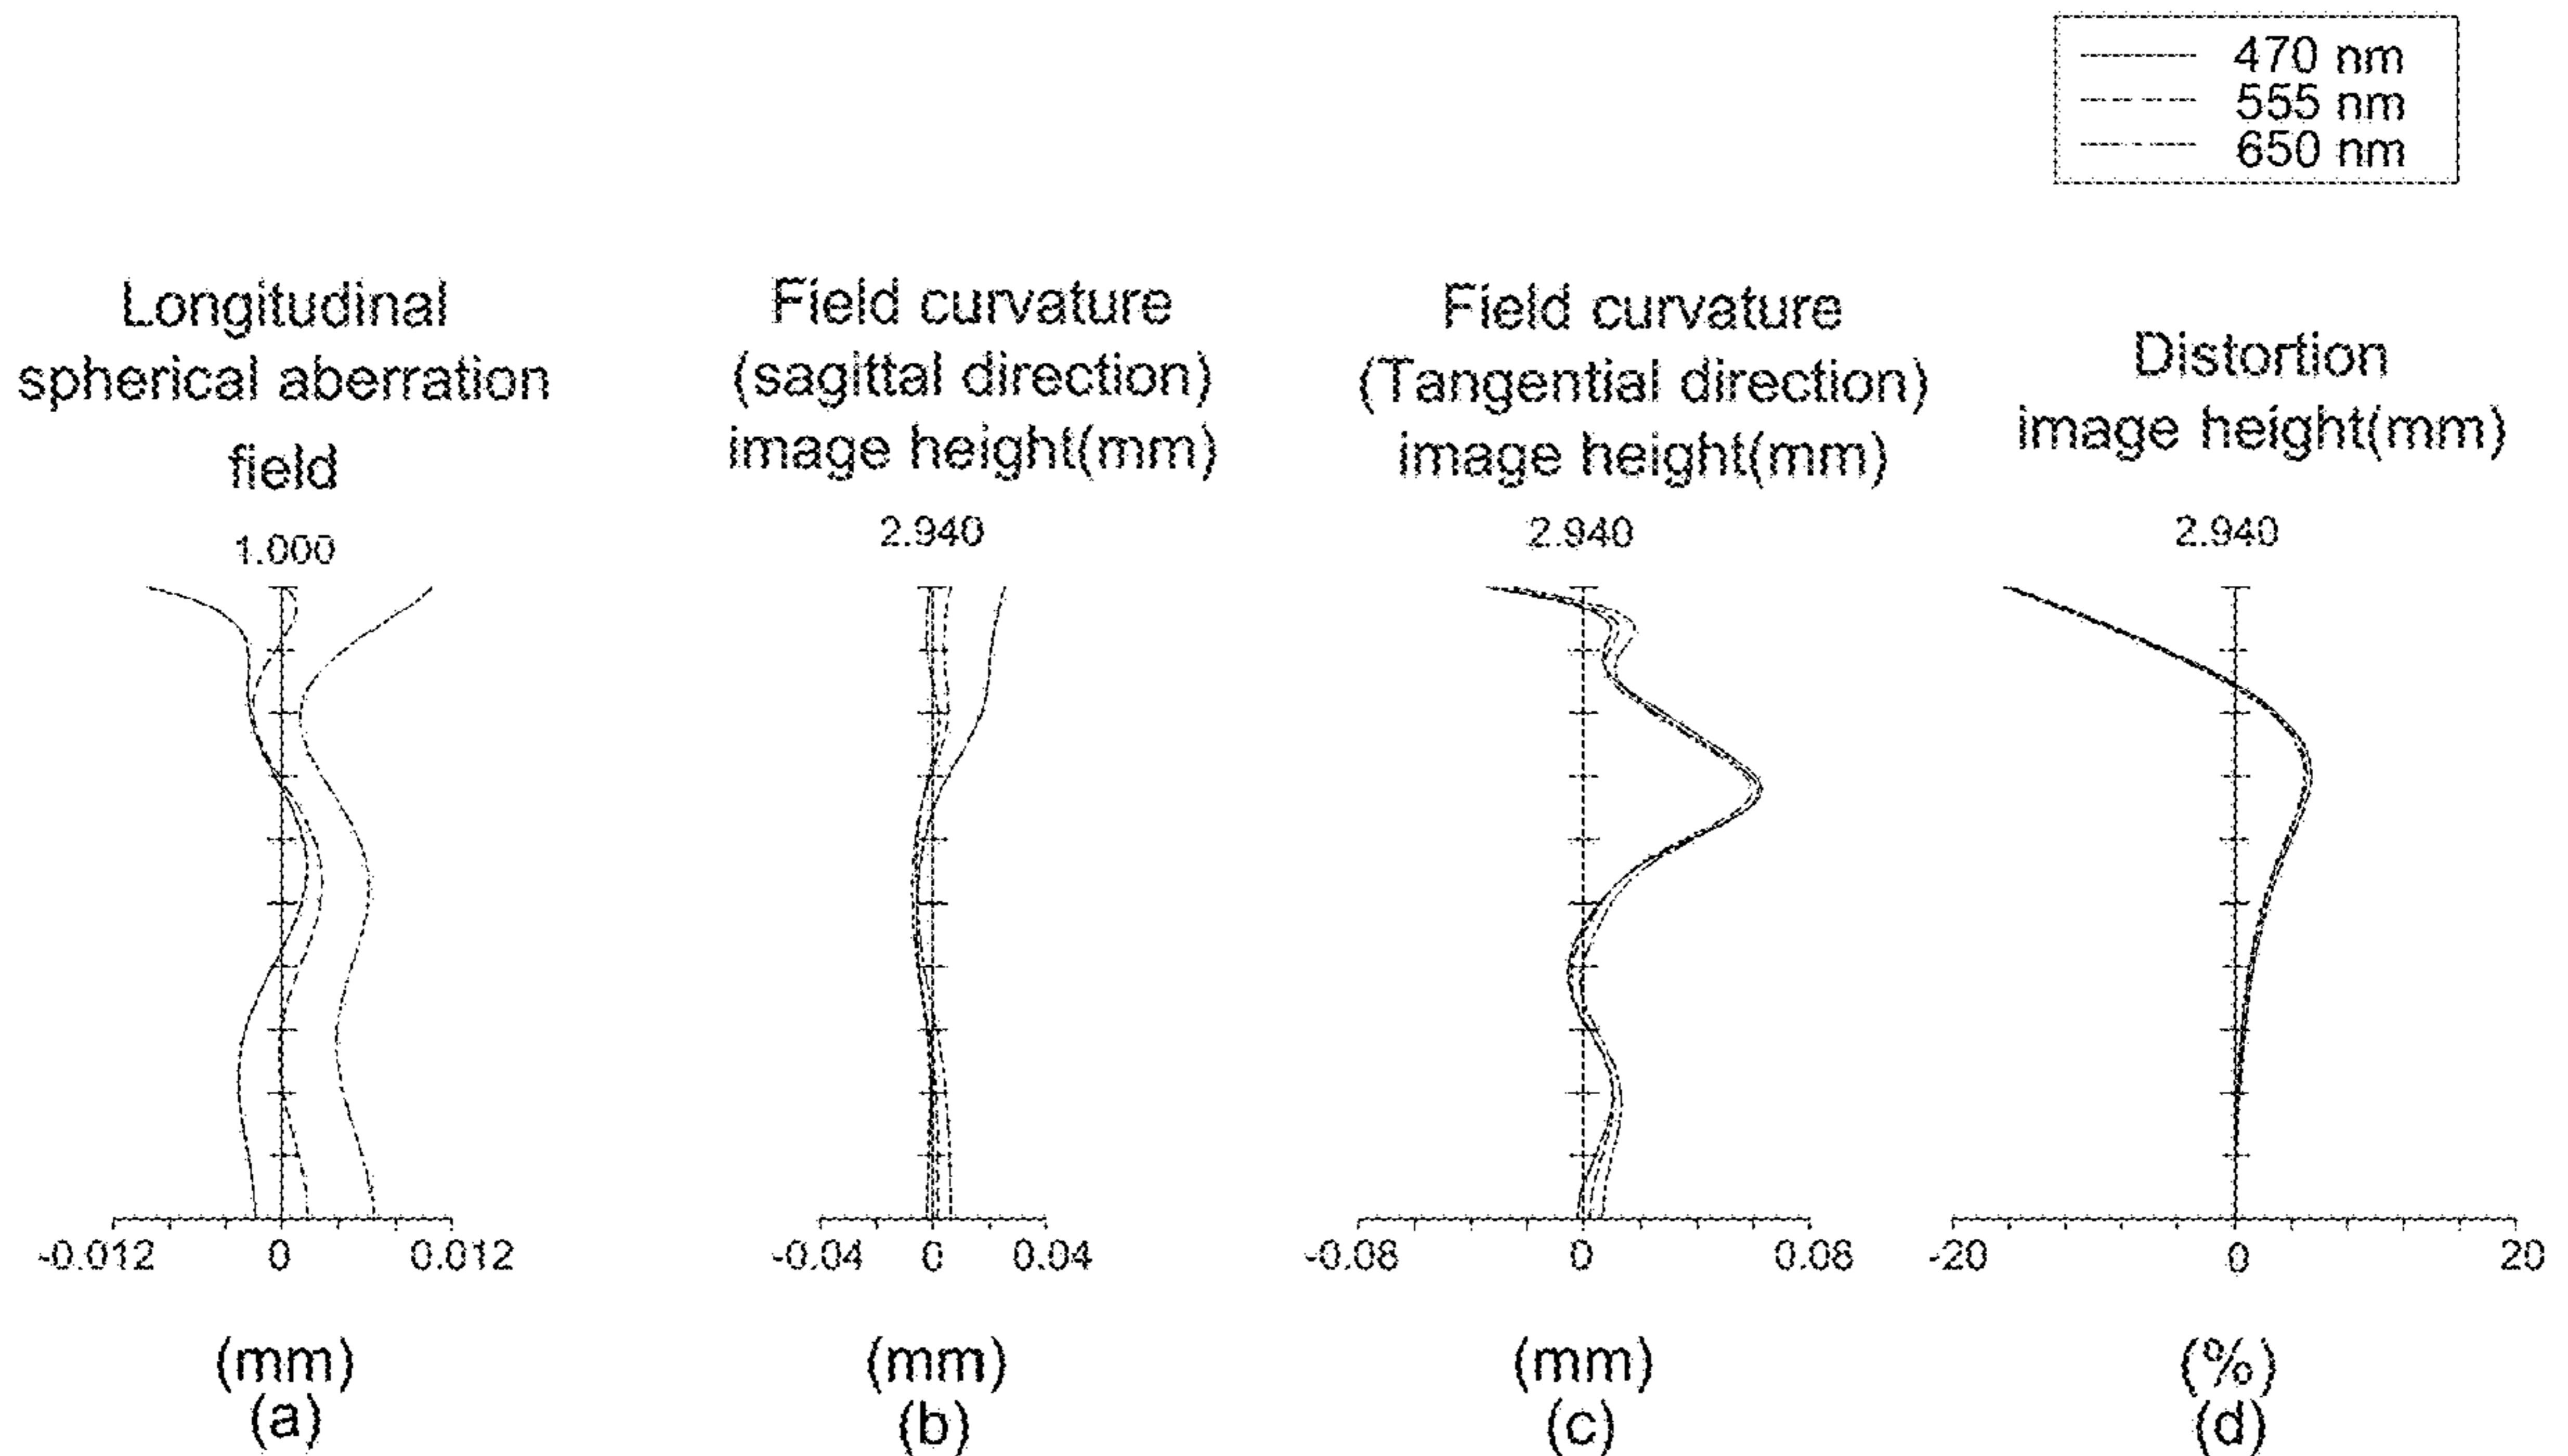 470 nm
555 nm
650 nm
Longitudinal
spherical aberration
field
1.000
-0.012 0 0.012
(mm)
(a)
Field curvature
(sagittal direction)
image height(mm)
2.940
-0.04 0 0.04
(mm)
(b)
Field curvature
(Tangential direction)
image height(mm)
2.940
-0.08 0 0.08
(mm)
(c)
Distortion
image height(mm)
2.940
-20 0 20
(%)
(d)